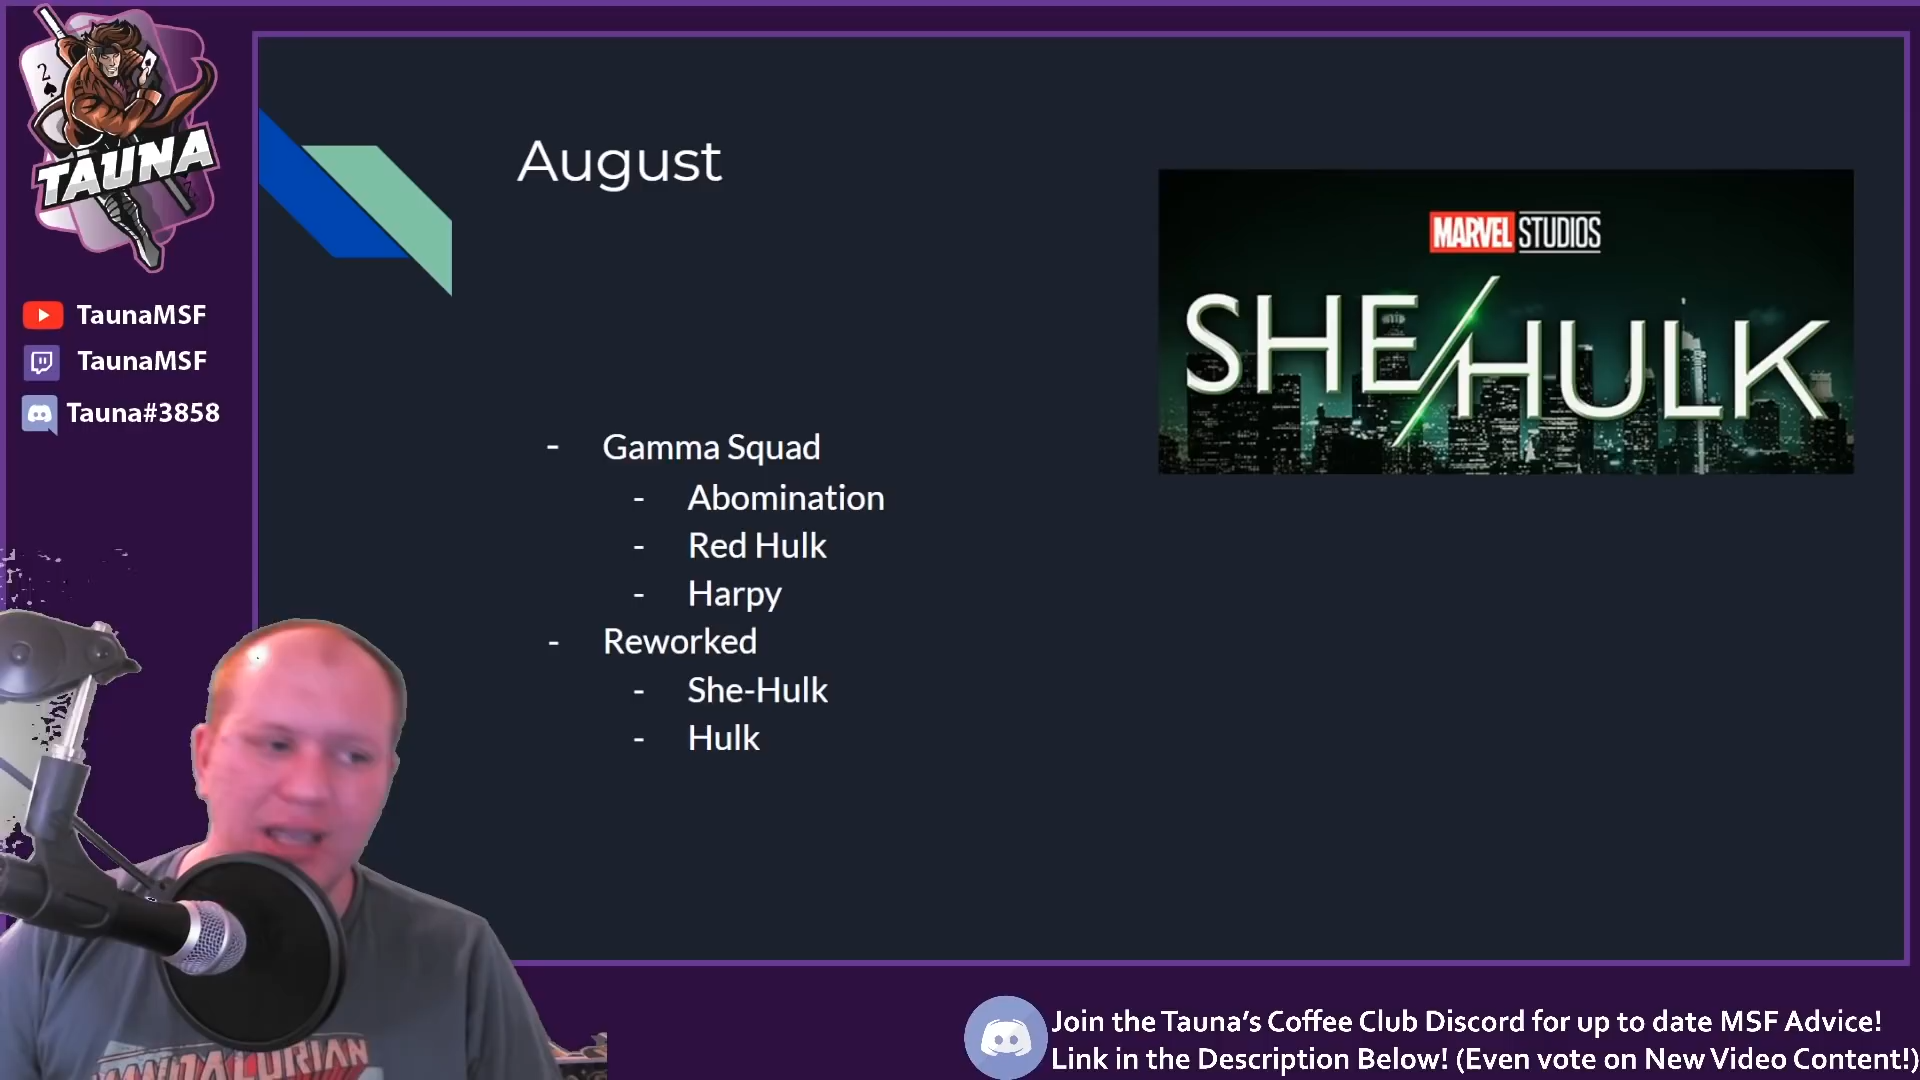 2
TAUNA
TaunaMSF
TaunaMSF
Tauna#3858
August
MARVEL STUDIOS
SHE/HULK
- Gamma Squad
- Abomination
- Red Hulk
- Harpy
- Reworked
- She-Hulk
- Hulk
MANDALORIAN
Join the Tauna's Coffee Club Discord for up to date MSF Advice!
Link in the Description Below! (Even vote on New Video Content!)